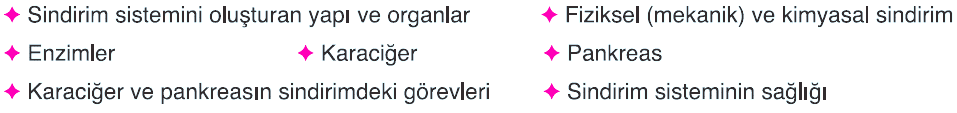 ✦ Sindirim sistemini oluşturan yapı ve organlar ✦ Fiziksel (mekanik) ve kimyasal sindirim
✦ Enzimler ✦ Karaciğer ✦ Pankreas
✦ Karaciğer ve pankreasın sindirimdeki görevleri ✦ Sindirim sisteminin sağlığı